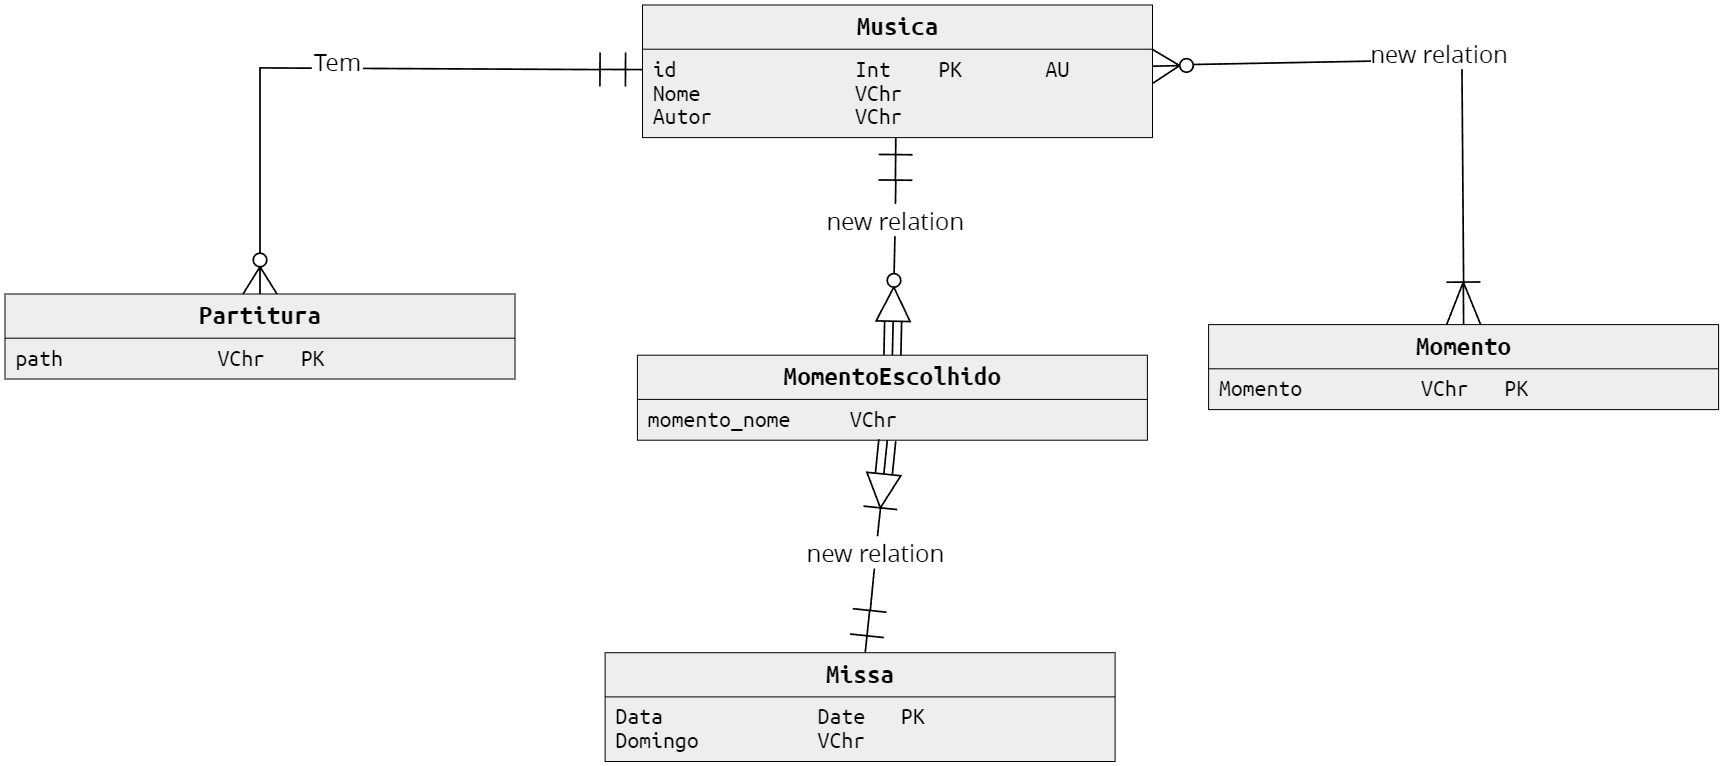 Musica
id Int PK AU
Nome VChr
Autor VChr
Tem
new relation
new relation
Partitura
path VChr PK
MomentoEscolhido
momento_nome VChr
Momento
Momento VChr PK
new relation
Missa
Data Date PK
Domingo VChr